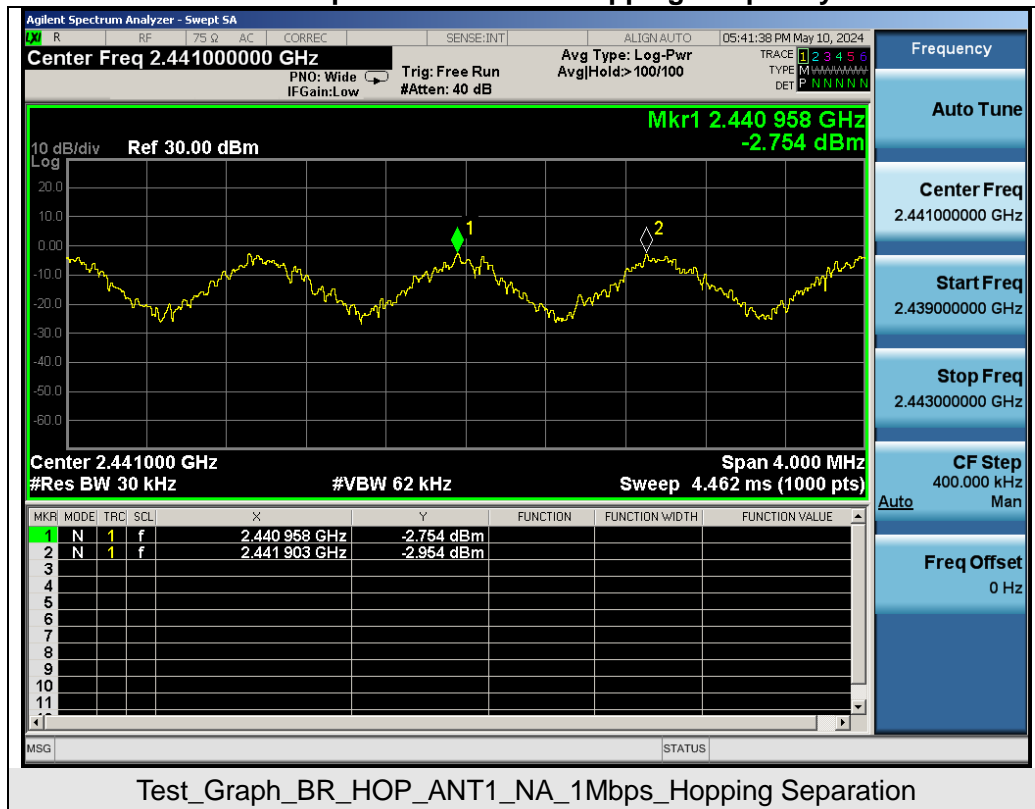 Agilent Spectrum Analyzer - Swept SA
LXI R RF 75 Ω AC CORREC SENSE:INT ALIGN AUTO 05:41:38 PM May 10, 2024
Center Freq 2.441000000 GHz
PNO: Wide
IFGain:Low
Trig: Free Run
#Atten: 40 dB
Avg Type: Log-Pwr
Avg|Hold:>100/100
TRACE 1 2 3 4 5 6
TYPE M
DET P N N N N N
Mkr1 2.440 958 GHz
-2.754 dBm
10 dB/div Ref 30.00 dBm
Log
20.0
10.0
0.00
-10.0
-20.0
-30.0
-40.0
-50.0
-60.0
1
2
Center 2.441000 GHz Span 4.000 MHz
#Res BW 30 kHz #VBW 62 kHz Sweep 4.462 ms (1000 pts)
MKR MODE TRC SCL X Y FUNCTION FUNCTION WIDTH FUNCTION VALUE
1 N 1 f 2.440 958 GHz -2.754 dBm
2 N 1 f 2.441 903 GHz -2.954 dBm
3
4
5
6
7
8
9
10
11
MSG STATUS
Frequency
Auto Tune
Center Freq
2.441000000 GHz
Start Freq
2.439000000 GHz
Stop Freq
2.443000000 GHz
CF Step
400.000 kHz
Auto Man
Freq Offset
0 Hz
Test_Graph_BR_HOP_ANT1_NA_1Mbps_Hopping Separation